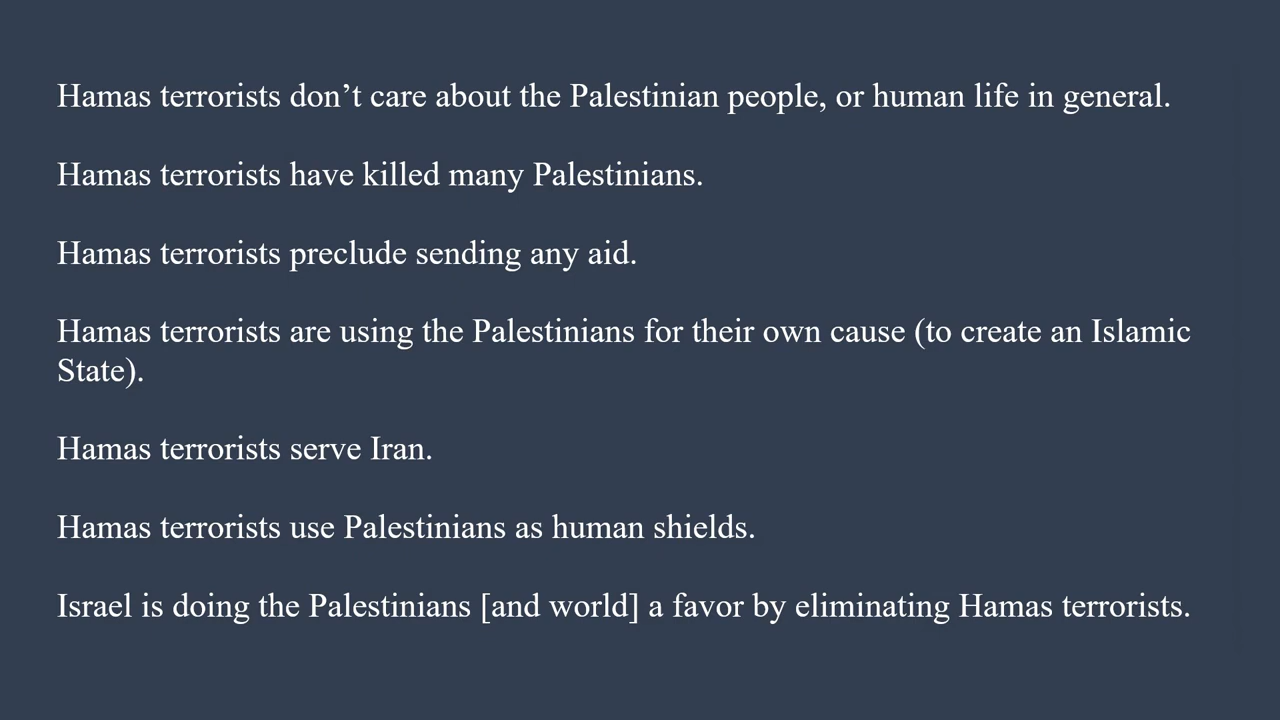 Hamas terrorists don’t care about the Palestinian people, or human life in general.
Hamas terrorists have killed many Palestinians.
Hamas terrorists preclude sending any aid.
Hamas terrorists are using the Palestinians for their own cause (to create an Islamic
State).
Hamas terrorists serve Iran.
Hamas terrorists use Palestinians as human shields.
Israel is doing the Palestinians [and world] a favor by eliminating Hamas terrorists.